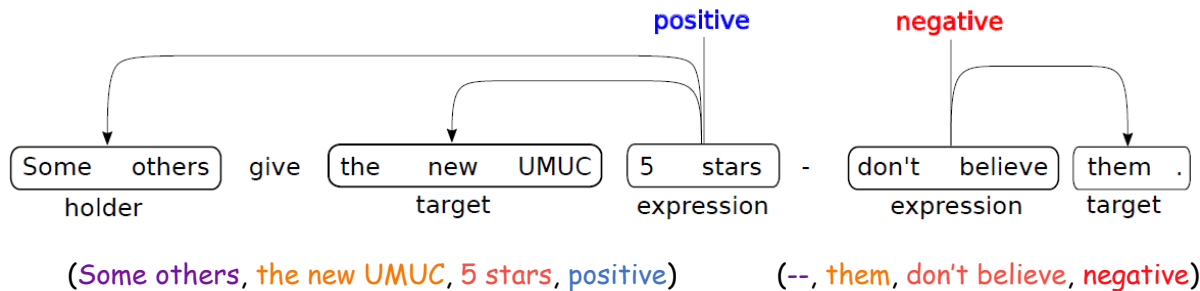 positive negative
Some others give the new UMUC 5 stars - don't believe them .
holder target expression expression target
(Some others, the new UMUC, 5 stars, positive) (--, them, don't believe, negative)